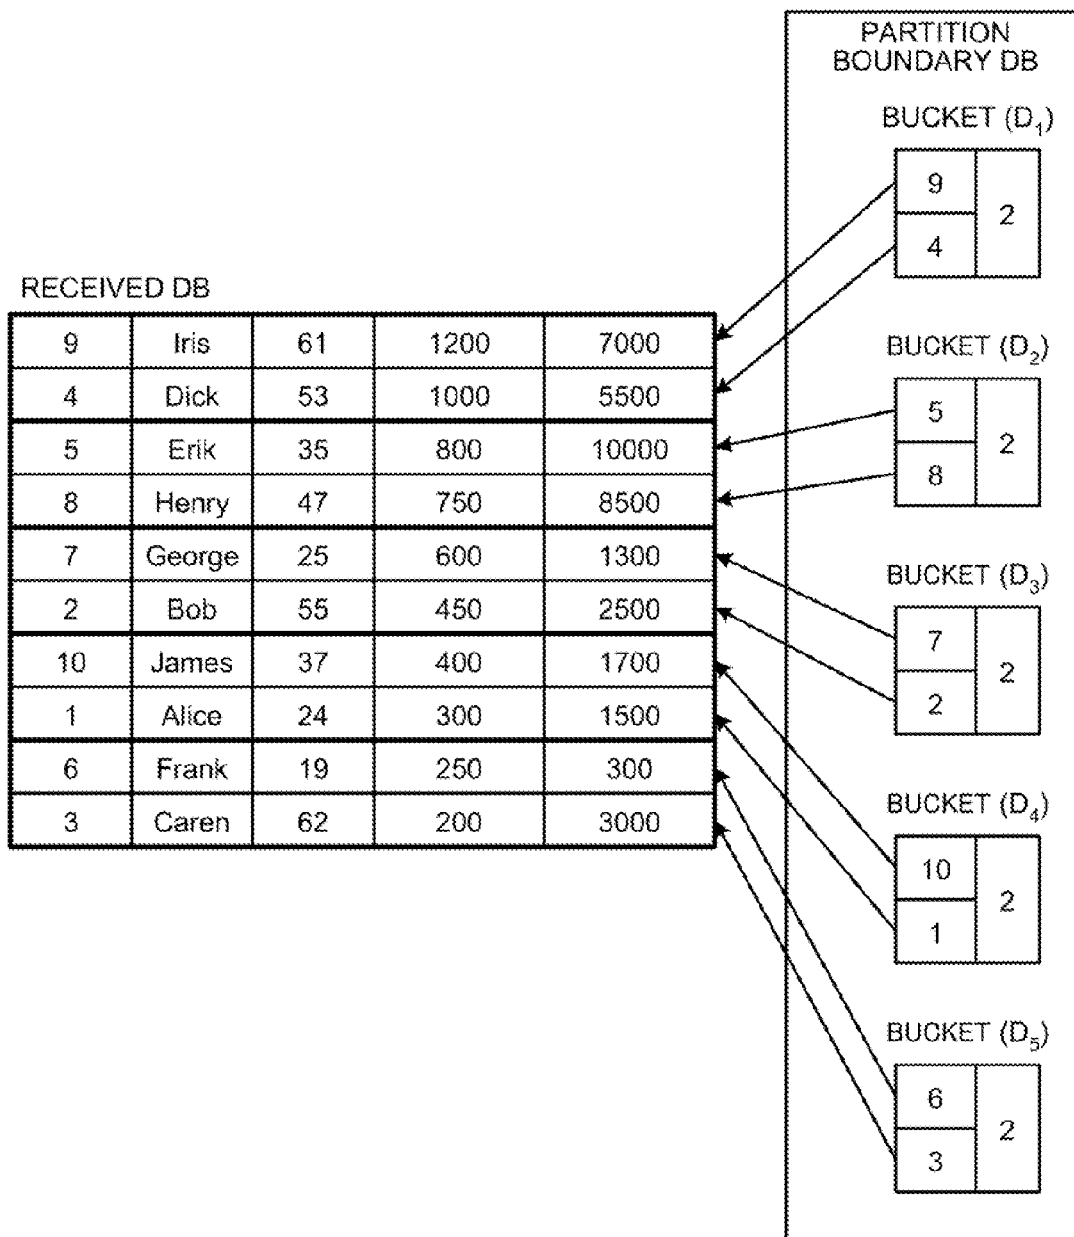 PARTITION
BOUNDARY DB
BUCKET (D1)
9
2
4
RECEIVED DB
9 Iris 61 1200 7000
4 Dick 53 1000 5500
5 Erik 35 800 10000
8 Henry 47 750 8500
7 George 25 600 1300
2 Bob 55 450 2500
10 James 37 400 1700
1 Alice 24 300 1500
6 Frank 19 250 300
3 Caren 62 200 3000
BUCKET (D2)
5
2
8
BUCKET (D3)
7
2
2
BUCKET (D4)
10
2
1
BUCKET (D5)
6
2
3